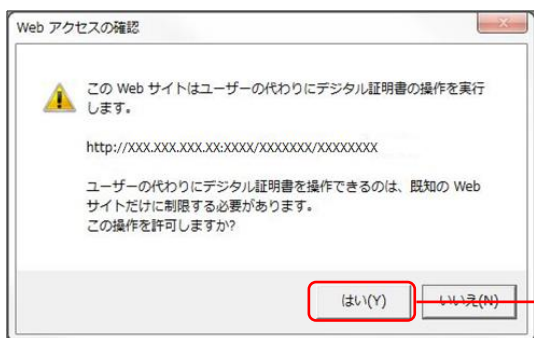 Web アクセスの確認
この Web サイトはユーザーの代わりにデジタル証明書の操作を実行
します。
http://XXX.XXX.XXX.XX:XXXX/XXXXXXX/XXXXXXXX
ユーザーの代わりにデジタル証明書を操作できるのは、既知の Web
サイトだけに制限する必要があります。
この操作を許可しますか?
はい(Y) いいえ(N)